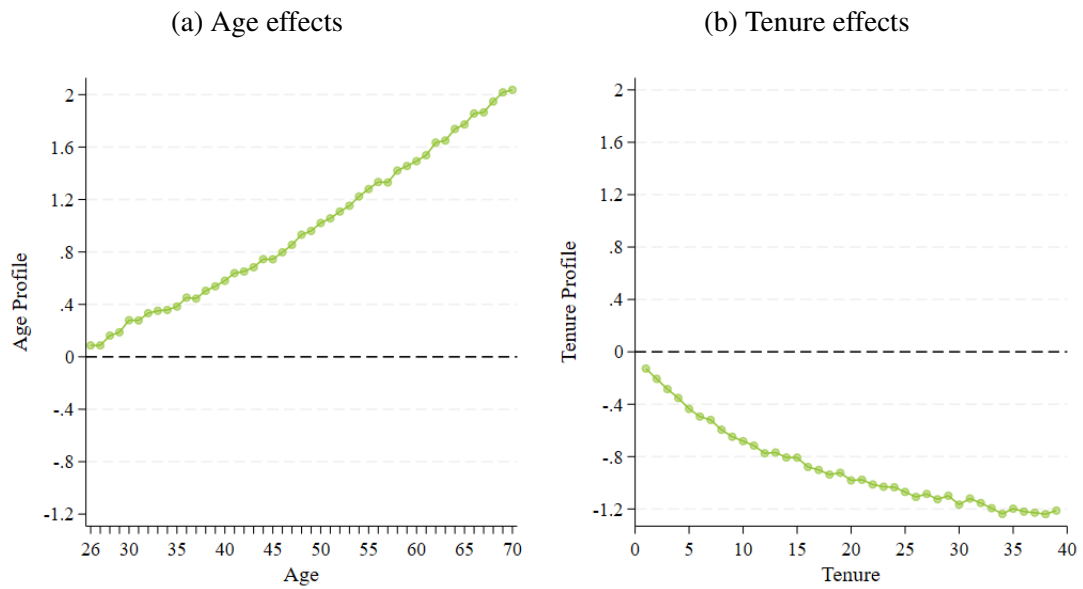 (a) Age effects
2
1.6
1.2
.8
.4
0
-.4
-.8
-1.2
Age Profile
26 30 35 40 45 50 55 60 65 70
Age
(b) Tenure effects
2
1.6
1.2
.8
.4
0
-.4
-.8
-1.2
Tenure Profile
0 5 10 15 20 25 30 35 40
Tenure